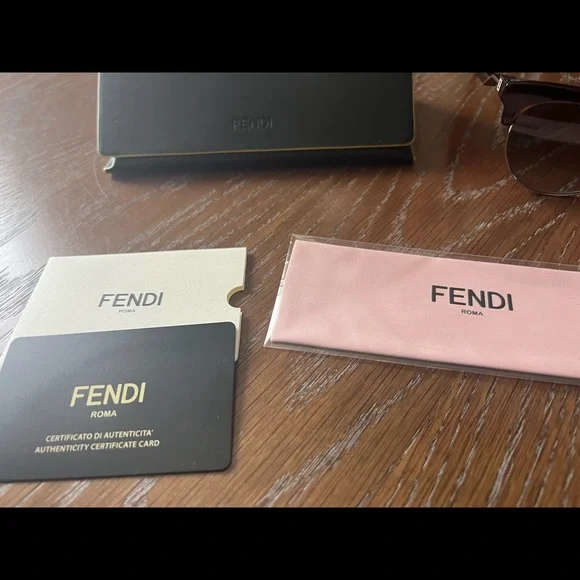 FENDI
FENDI
ROMA
FENDI
ROMA
FENDI
ROMA
CERTIFICATO DI AUTENTICITA'
AUTHENTICITY CERTIFICATE CARD